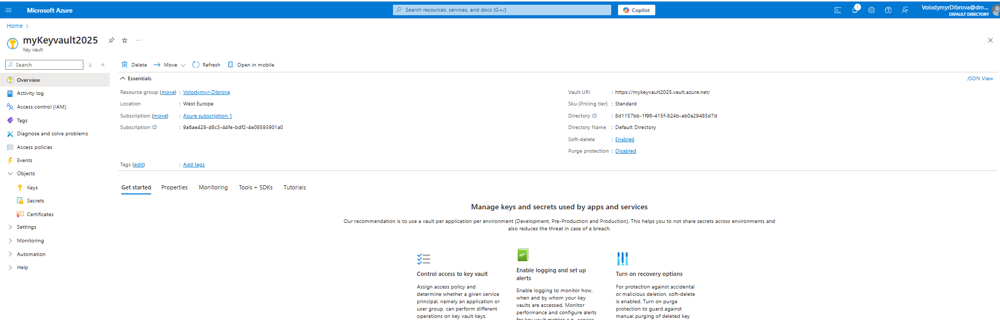 Microsoft Azure
Search resources, services, and docs (G+/)
Copilot
1
VolodymyrDibrova@dm...
DEFAULT DIRECTORY
Home
myKeyvault2025
Key vault
Search
Delete
Move
Refresh
Open in mobile
Overview
Activity log
Access control (IAM)
Tags
Diagnose and solve problems
Access policies
Events
Objects
Keys
Secrets
Certificates
Settings
Monitoring
Automation
Help
Essentials
JSON View
Resource group (move) : Volodymyr-Dibrova
Location : West Europe
Subscription (move) : Azure subscription 1
Subscription ID : 9a6ae428-d8c3-44fe-bdf2-4e08593901a0
Vault URI : https://mykeyvault2025.vault.azure.net/
Sku (Pricing tier) : Standard
Directory ID : 8d1157bb-1f96-415f-824b-ab0a29485d7d
Directory Name : Default Directory
Soft-delete : Enabled
Purge protection : Disabled
Tags (edit) : Add tags
Get started
Properties
Monitoring
Tools + SDKs
Tutorials
Manage keys and secrets used by apps and services
Our recommendation is to use a vault per application per environment (Development, Pre-Production and Production). This helps you to not share secrets across environments and
also reduces the threat in case of a breach.
Control access to key vault
Assign access policy and
determine whether a given service
principal, namely an application or
user group, can perform different
operations on key vault keys,
Enable logging and set up
alerts
Enable logging to monitor how,
when and by whom your key
vaults are accessed. Monitor
performance and configure alerts
for key vault metrics e.g., service
Turn on recovery options
For protection against accidental
or malicious deletion, soft-delete
is enabled. Turn on purge
protection to guard against
manual purging of deleted key